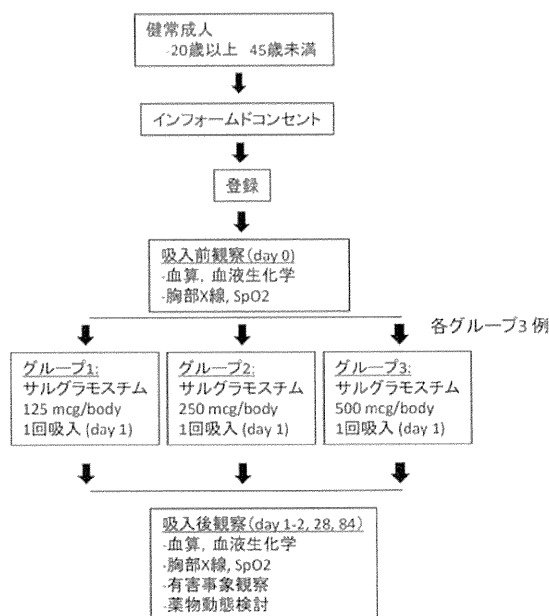 健常成人
-20歳以上 45歳未満
インフォームドコンセント
登録
吸入前観察(day 0)
-血算, 血液生化学
-胸部X線, SpO2
各グループ3 例
グループ1:
サルグラモスチム
125 mcg/body
1回吸入 (day 1)
グループ2:
サルグラモスチム
250 mcg/body
1回吸入 (day 1)
グループ3:
サルグラモスチム
500 mcg/body
1回吸入 (day 1)
吸入後観察(day 1-2, 28, 84)
-血算, 血液生化学
-胸部X線, SpO2
-有害事象観察
-薬物動態検討